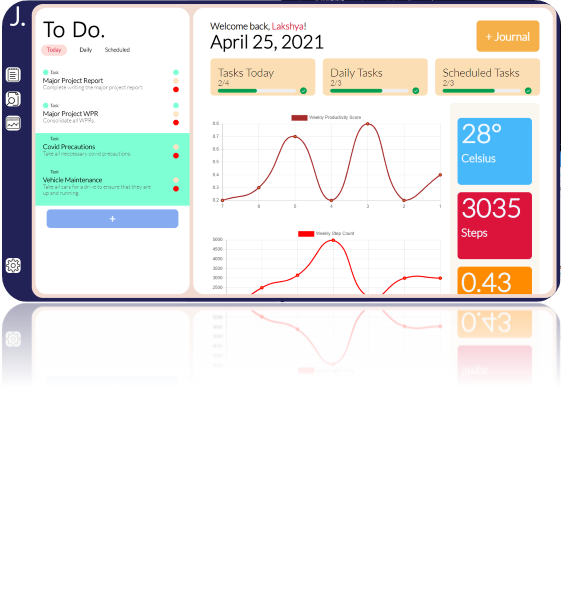 J.
To Do.
Today Daily Scheduled
Task
Major Project Report
Complete writing the major project report
Task
Major Project WPR
Consolidate all WPRs
Task
Covid Precautions
Take all neccessary covid precautions
Task
Vehicle Maintenance
Take all cars for a drive to ensure that they are
up and running.
+
Welcome back, Lakshya!
April 25, 2021
+ Journal
Tasks Today
2/4
Daily Tasks
2/3
Scheduled Tasks
2/3
Weekly Productivity Score
0.8
0.7
0.6
0.5
0.4
0.3
0.2
7 6 5 4 3 2 1
Weekly Step Count
5000
4500
4000
3500
3000
2500
2000
28°
Celsius
3035
Steps
0.43